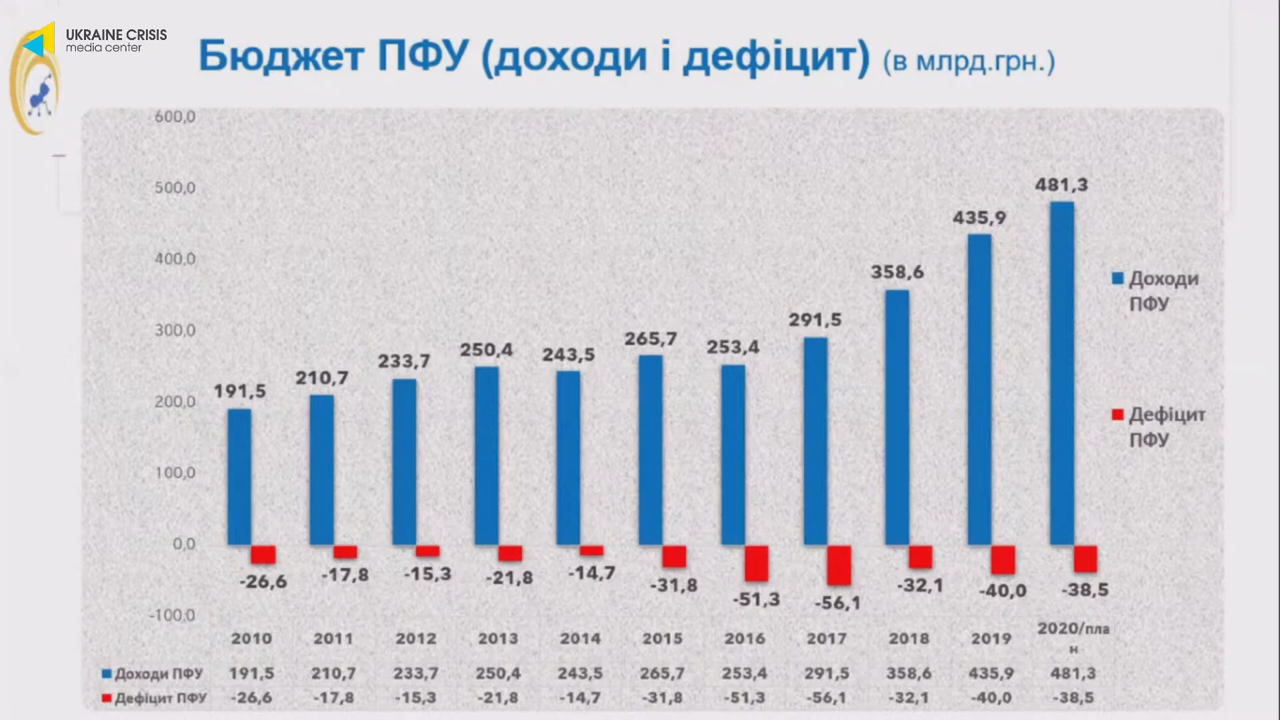 UKRAINE CRISIS
media center
Бюджет ПФУ (доходи і дефіцит) (в млрд.грн.)
600,0
500,0
400,0
300,0
200,0
100,0
0,0
-100,0
191,5
210,7
233,7
250,4
243,5
265,7
253,4
291,5
358,6
435,9
481,3
-26,6
-17,8
-15,3
-21,8
-14,7
-31,8
-51,3
-56,1
-32,1
-40,0
-38,5
Доходи
ПФУ
Дефіцит
ПФУ
2010 2011 2012 2013 2014 2015 2016 2017 2018 2019 2020/пла
н
Доходи ПФУ 191,5 210,7 233,7 250,4 243,5 265,7 253,4 291,5 358,6 435,9 481,3
Дефіцит ПФУ -26,6 -17,8 -15,3 -21,8 -14,7 -31,8 -51,3 -56,1 -32,1 -40,0 -38,5